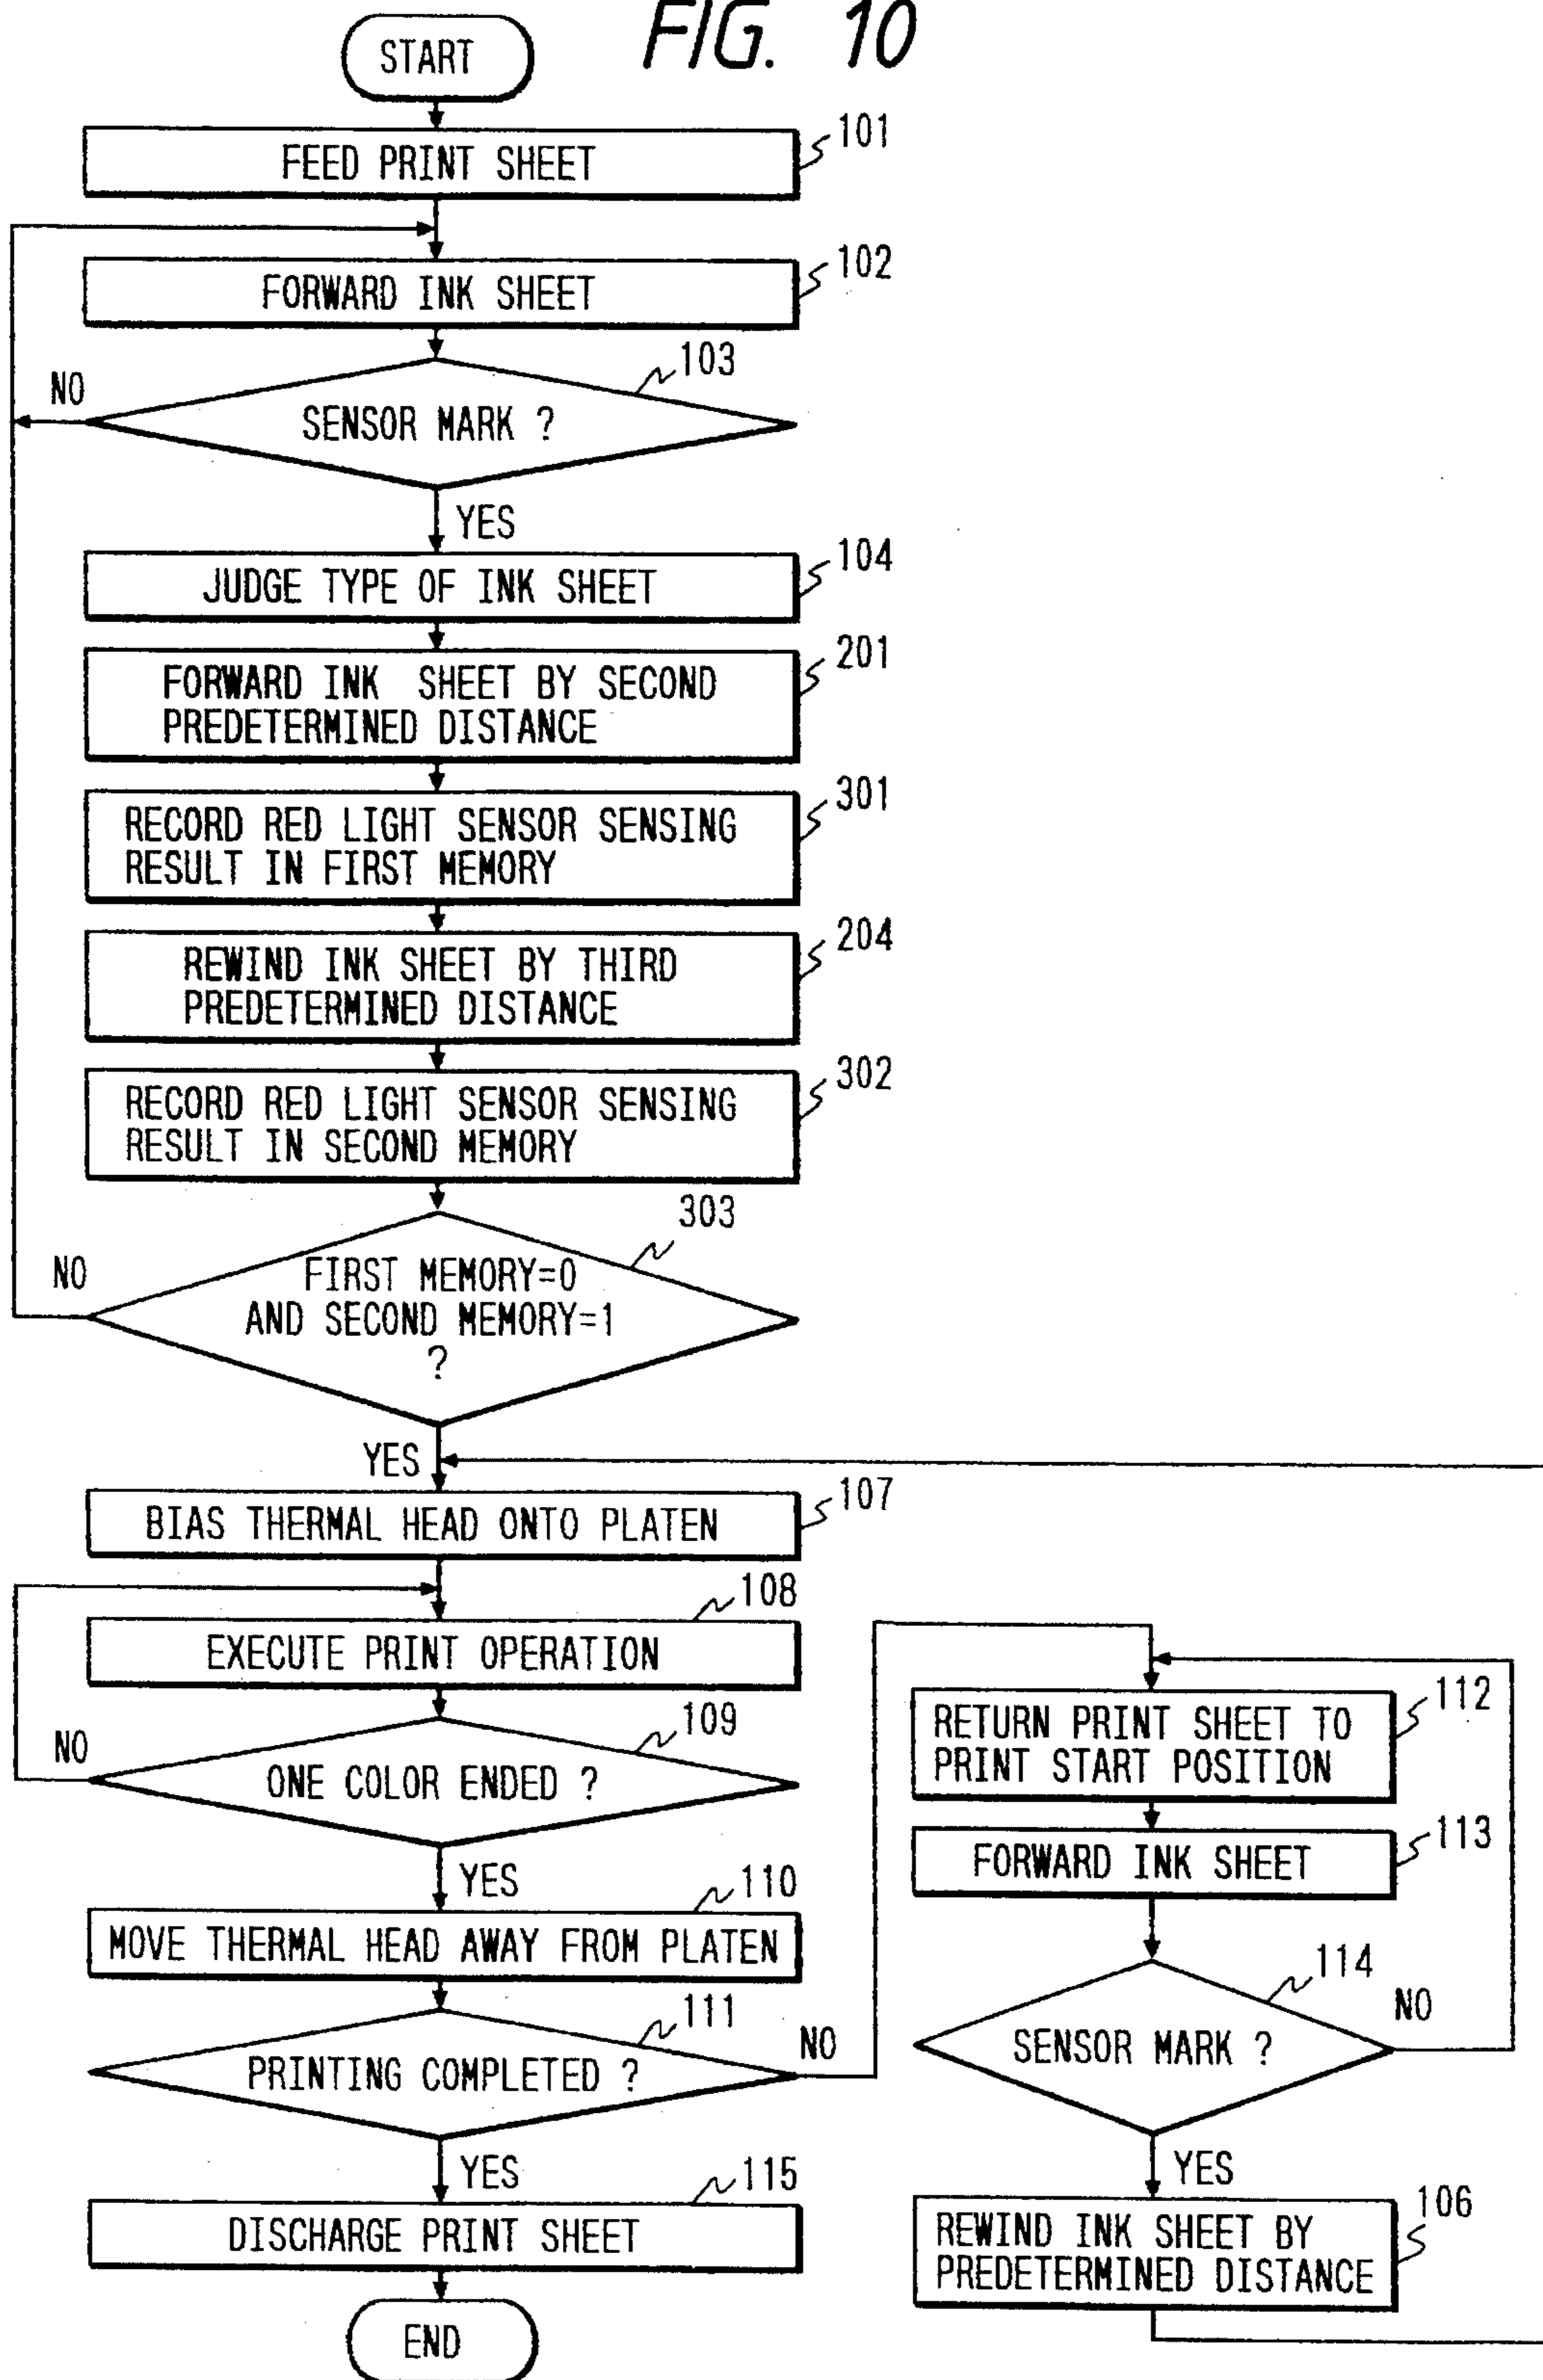 FIG. 10
START
FEED PRINT SHEET
101
FORWARD INK SHEET
102
103
NO
SENSOR MARK ?
YES
JUDGE TYPE OF INK SHEET
104
FORWARD INK SHEET BY SECOND
PREDETERMINED DISTANCE
201
RECORD RED LIGHT SENSOR SENSING
RESULT IN FIRST MEMORY
301
REWIND INK SHEET BY THIRD
PREDETERMINED DISTANCE
204
RECORD RED LIGHT SENSOR SENSING
RESULT IN SECOND MEMORY
302
303
NO
FIRST MEMORY=0
AND SECOND MEMORY=1
?
YES
BIAS THERMAL HEAD ONTO PLATEN
107
108
EXECUTE PRINT OPERATION
109
NO
ONE COLOR ENDED ?
YES
110
MOVE THERMAL HEAD AWAY FROM PLATEN
111
NO
PRINTING COMPLETED ?
YES
115
DISCHARGE PRINT SHEET
END
112
RETURN PRINT SHEET TO
PRINT START POSITION
113
FORWARD INK SHEET
114
NO
SENSOR MARK ?
YES
106
REWIND INK SHEET BY
PREDETERMINED DISTANCE